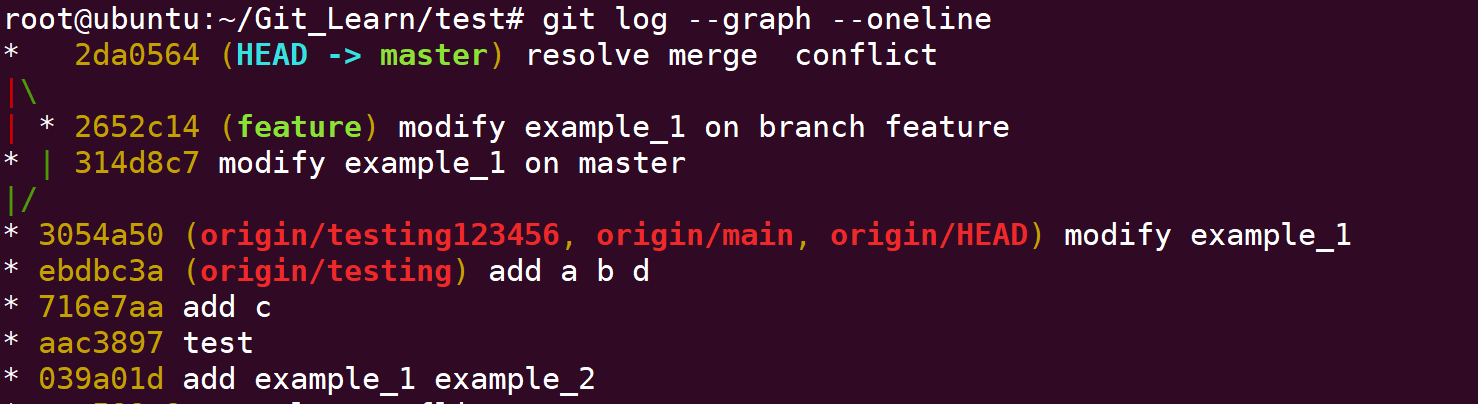 root@ubuntu:~/Git_Learn/test# git log --graph --oneline
*   2da0564 (HEAD -> master) resolve merge  conflict
|\
| * 2652c14 (feature) modify example_1 on branch feature
* | 314d8c7 modify example_1 on master
|/
* 3054a50 (origin/testing123456, origin/main, origin/HEAD) modify example_1
* ebdbc3a (origin/testing) add a b d
* 716e7aa add c
* aac3897 test
* 039a01d add example_1 example_2